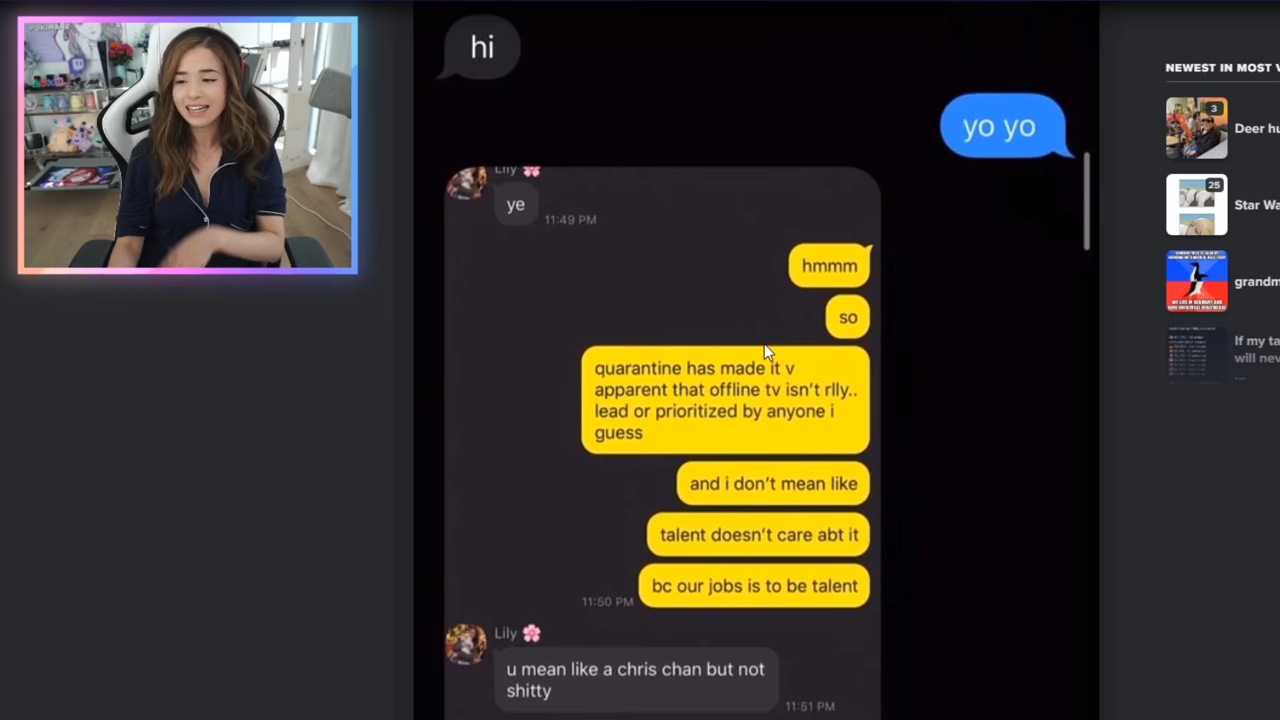 POKIMANE
hi
yo yo
Lily 🌸
ye
11:49 PM
hmmm
so
quarantine has made it v
apparent that offline tv isn't rlly..
lead or prioritized by anyone i
guess
and i don't mean like
talent doesn't care abt it
bc our jobs is to be talent
11:50 PM
Lily 🌸
u mean like a chris chan but not
shitty
11:51 PM
NEWEST IN MOST V
3
Deer hu
25
Star Wa
grandm
If my ta
will nev
...